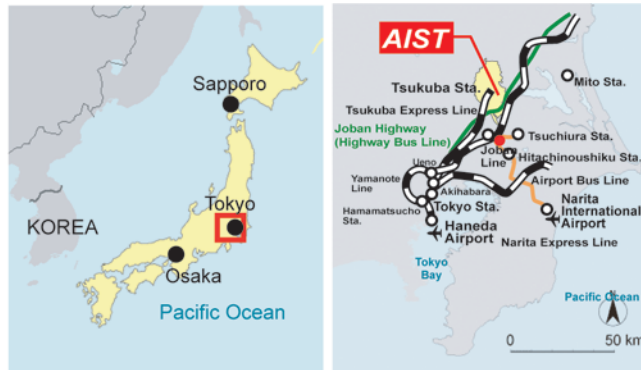 Sapporo
KOREA
Tokyo
Osaka
Pacific Ocean
AIST
Tsukuba Sta.
Mito Sta.
Tsukuba Express Line
Joban Highway
(Highway Bus Line)
Tsuchiura Sta.
Joban
Line
Hitachinoushiku Sta.
Ueno
Yamanote
Line
Airport Bus Line
Akihabara
Hamamatsucho
Sta.
Tokyo Sta.
Narita
International
Airport
Haneda
Airport
Narita Express Line
Tokyo
Bay
Pacific Ocean
0 50 km